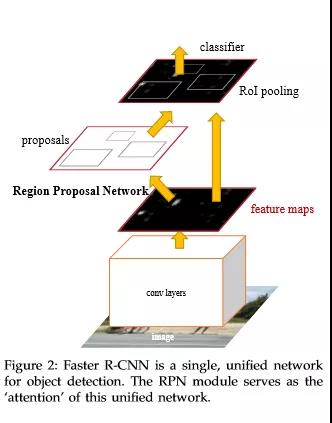 classifier
RoI pooling
proposals
Region Proposal Network
feature maps
conv layers
image
Figure 2: Faster R-CNN is a single, unified network
for object detection. The RPN module serves as the
‘attention’ of this unified network.